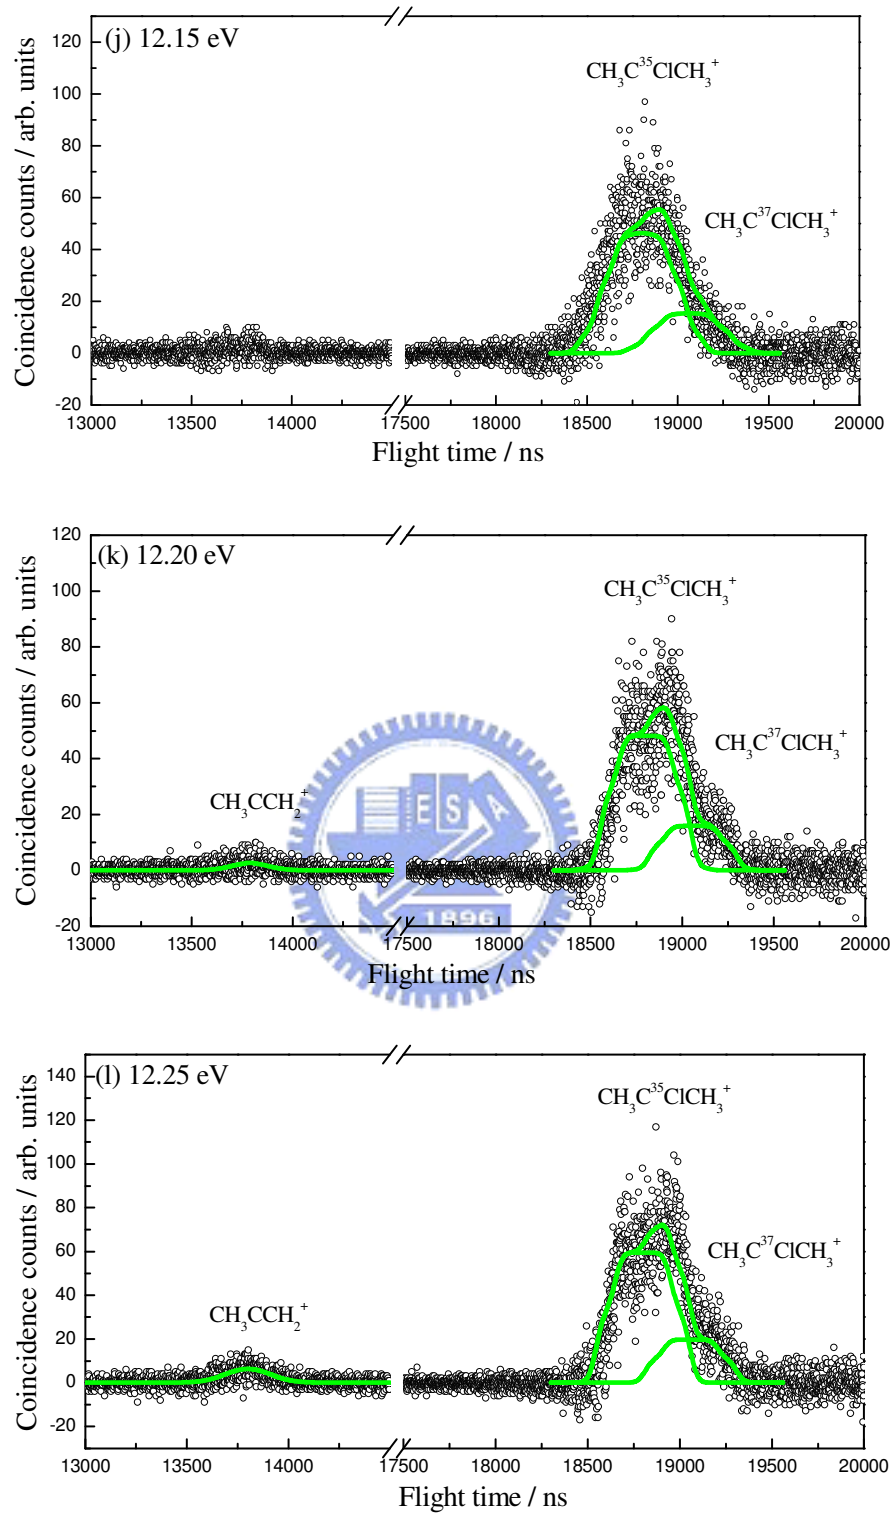 (j) 12.15 eV
CH₃C³⁵ClCH₃⁺
CH₃C³⁷ClCH₃⁺
Coincidence counts / arb. units
120
100
80
60
40
20
0
-20
13000 13500 14000 17500 18000 18500 19000 19500 20000
Flight time / ns
(k) 12.20 eV
CH₃C³⁵ClCH₃⁺
CH₃C³⁷ClCH₃⁺
CH₃CCH₂⁺
Coincidence counts / arb. units
120
100
80
60
40
20
0
-20
13000 13500 14000 17500 18000 18500 19000 19500 20000
Flight time / ns
E S A
1896
(l) 12.25 eV
CH₃C³⁵ClCH₃⁺
CH₃C³⁷ClCH₃⁺
CH₃CCH₂⁺
Coincidence counts / arb. units
140
120
100
80
60
40
20
0
-20
13000 13500 14000 17500 18000 18500 19000 19500 20000
Flight time / ns